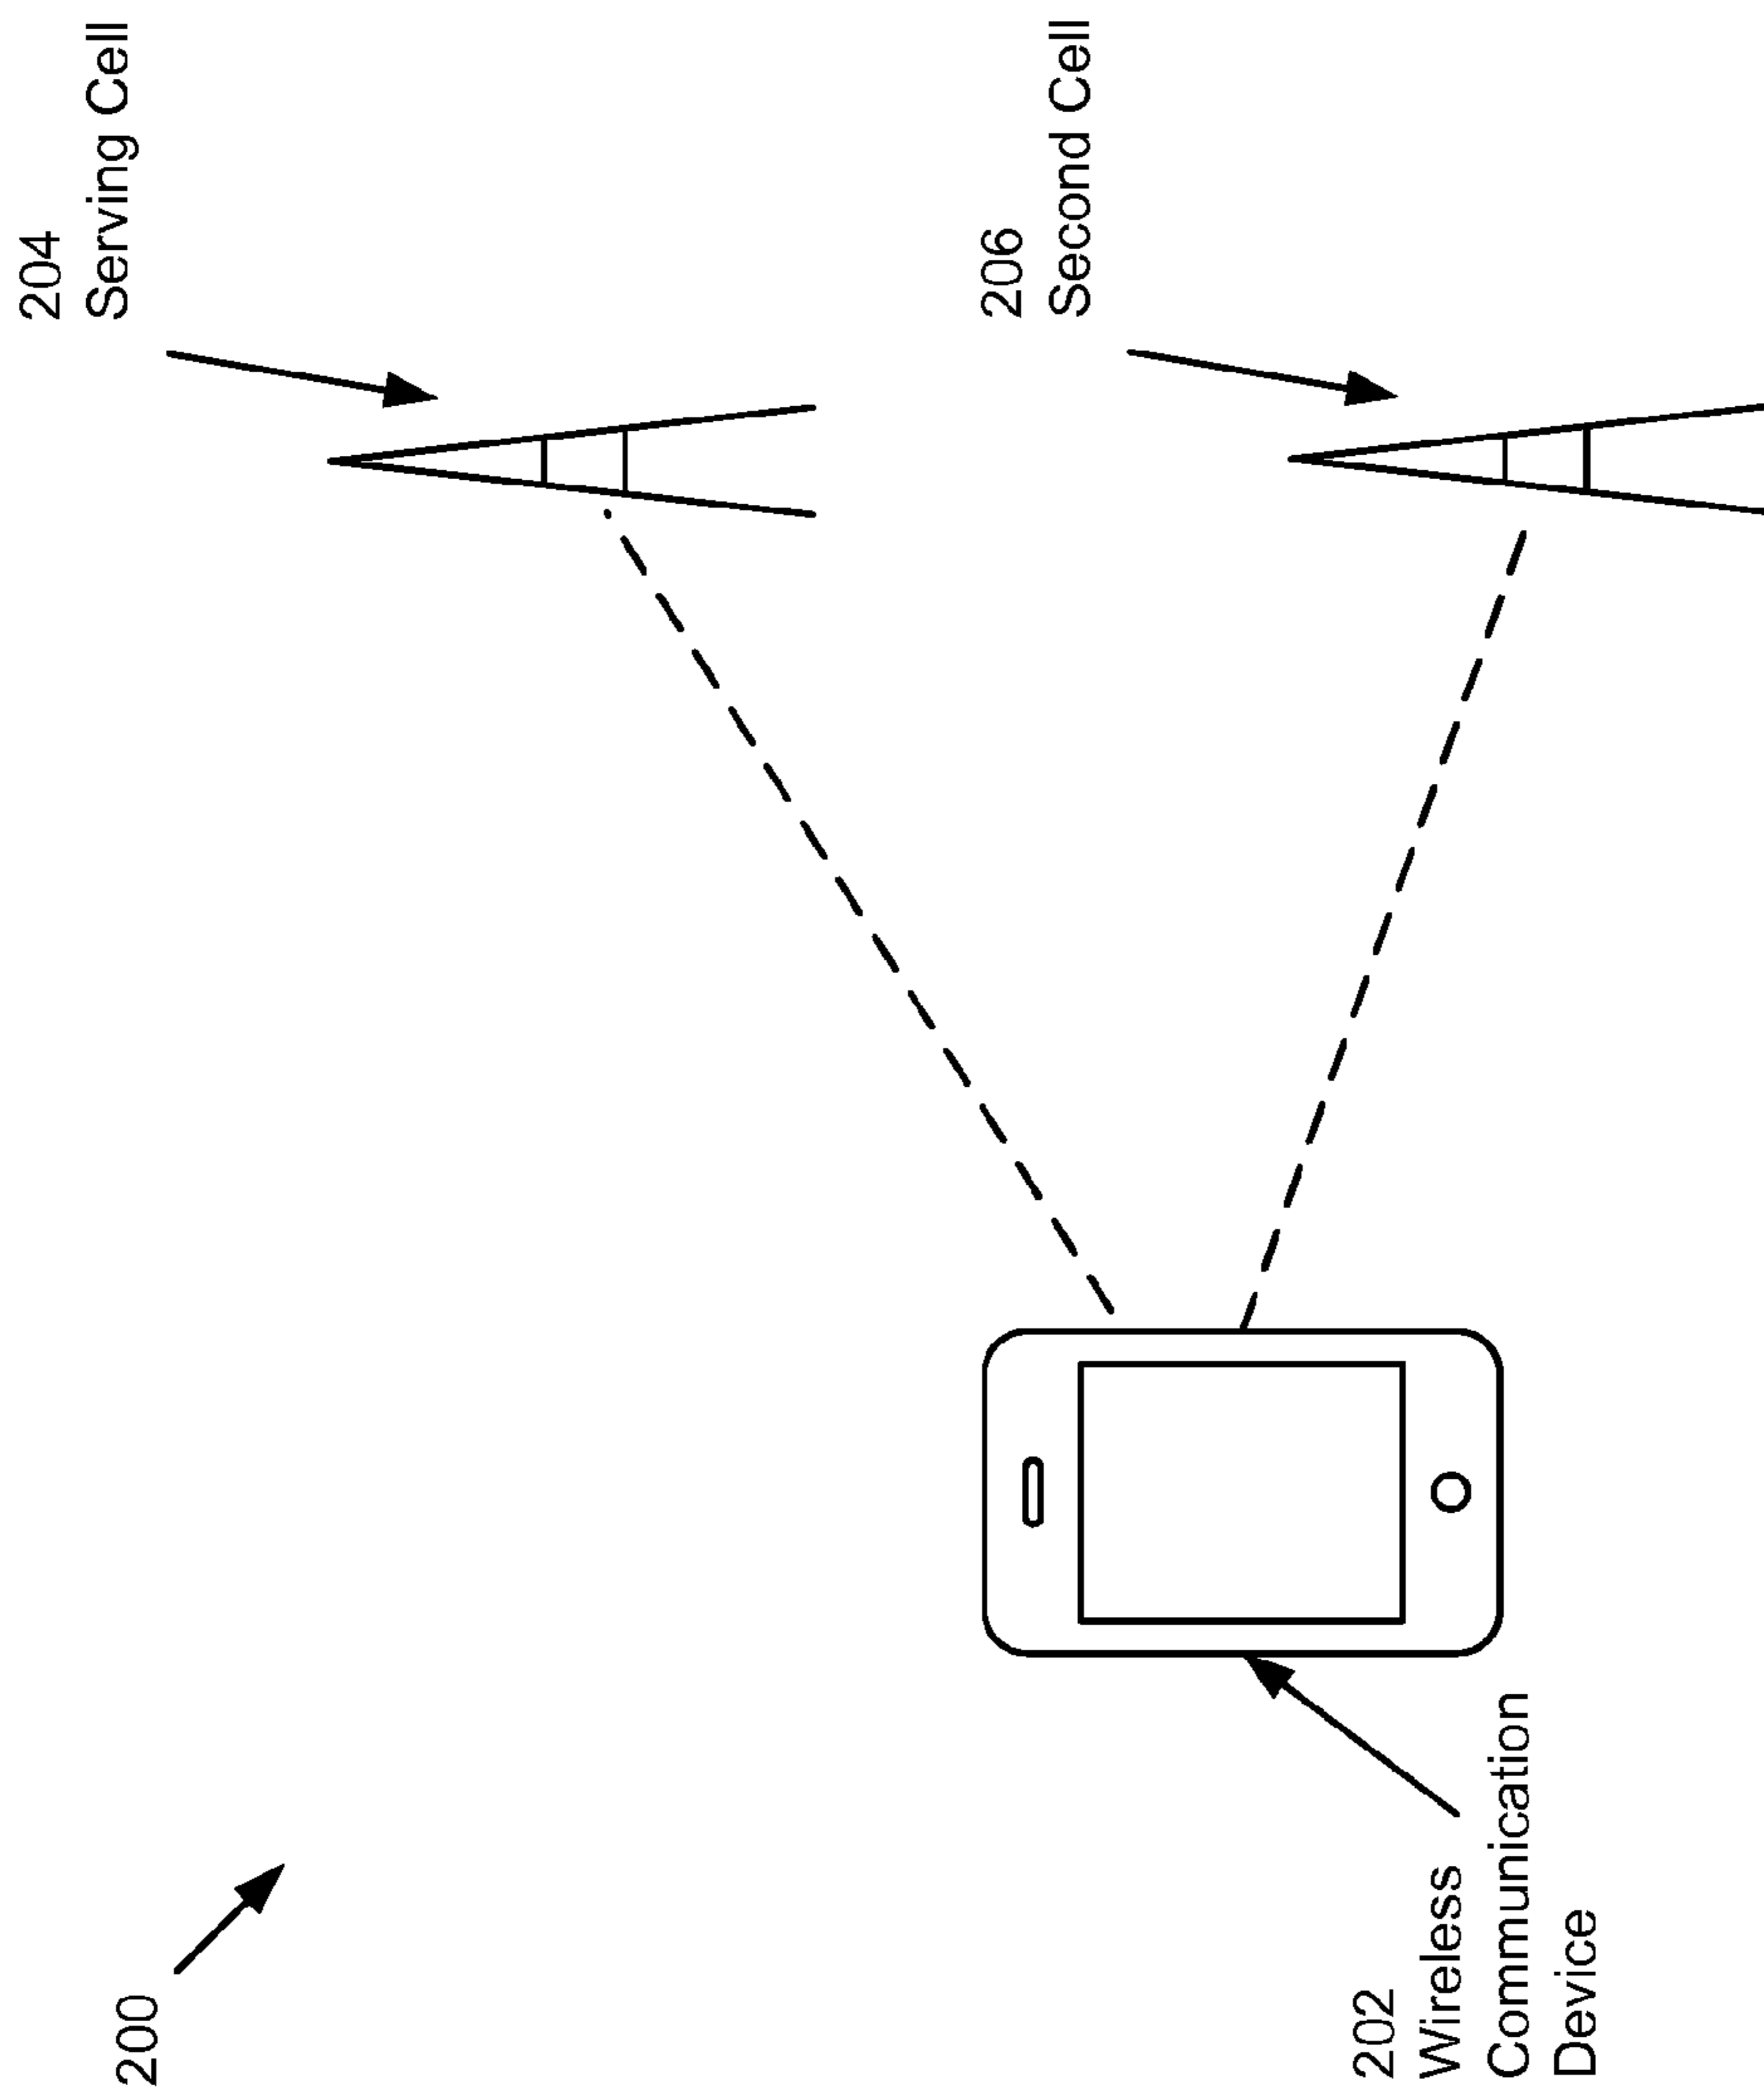 200
202
Wireless
Communication
Device
204
Serving Cell
206
Second Cell